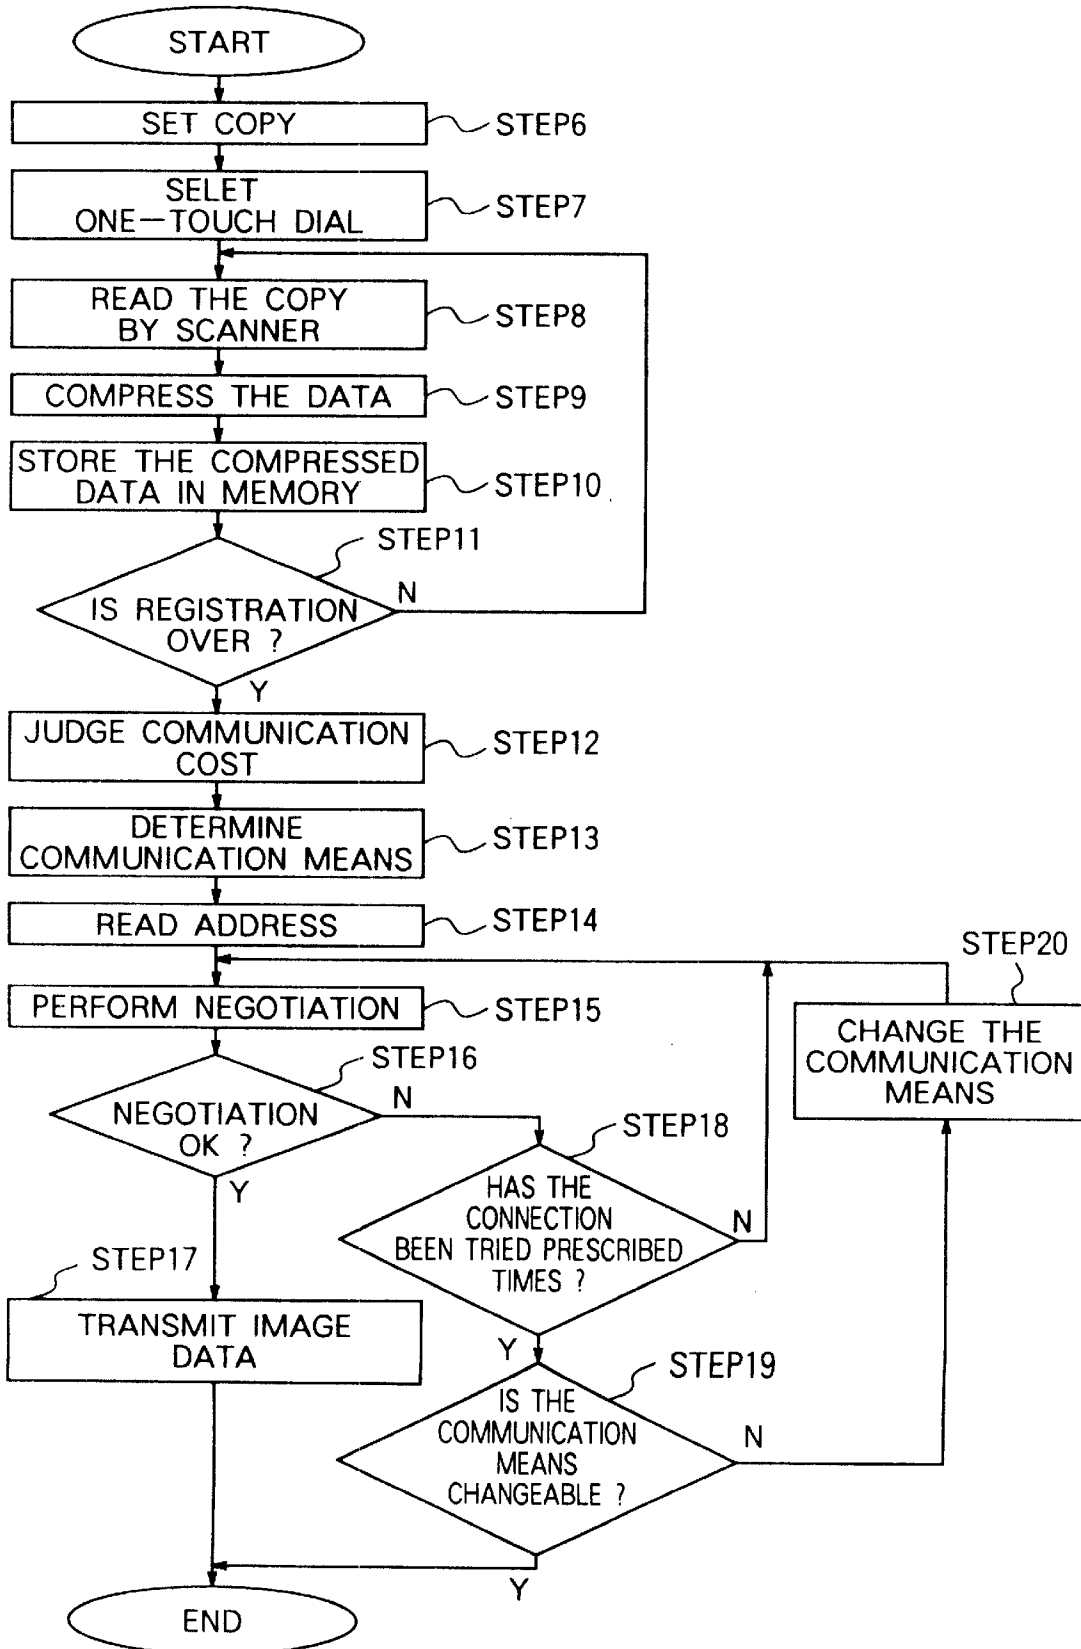 START
SET COPY
STEP6
SELET
ONE-TOUCH DIAL
STEP7
READ THE COPY
BY SCANNER
STEP8
COMPRESS THE DATA
STEP9
STORE THE COMPRESSED
DATA IN MEMORY
STEP10
STEP11
IS REGISTRATION
OVER ?
N
Y
JUDGE COMMUNICATION
COST
STEP12
DETERMINE
COMMUNICATION MEANS
STEP13
READ ADDRESS
STEP14
PERFORM NEGOTIATION
STEP15
STEP20
CHANGE THE
COMMUNICATION
MEANS
STEP16
NEGOTIATION
OK ?
N
Y
STEP18
HAS THE
CONNECTION
BEEN TRIED PRESCRIBED
TIMES ?
N
Y
STEP17
TRANSMIT IMAGE
DATA
STEP19
IS THE
COMMUNICATION
MEANS
CHANGEABLE ?
N
Y
END